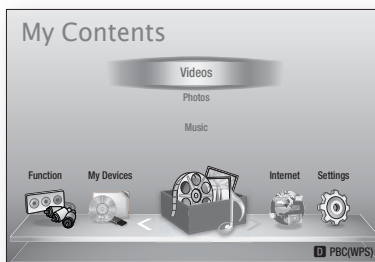 My Contents
Videos
Photos
Music
Function My Devices Internet Settings
D PBC(WPS)